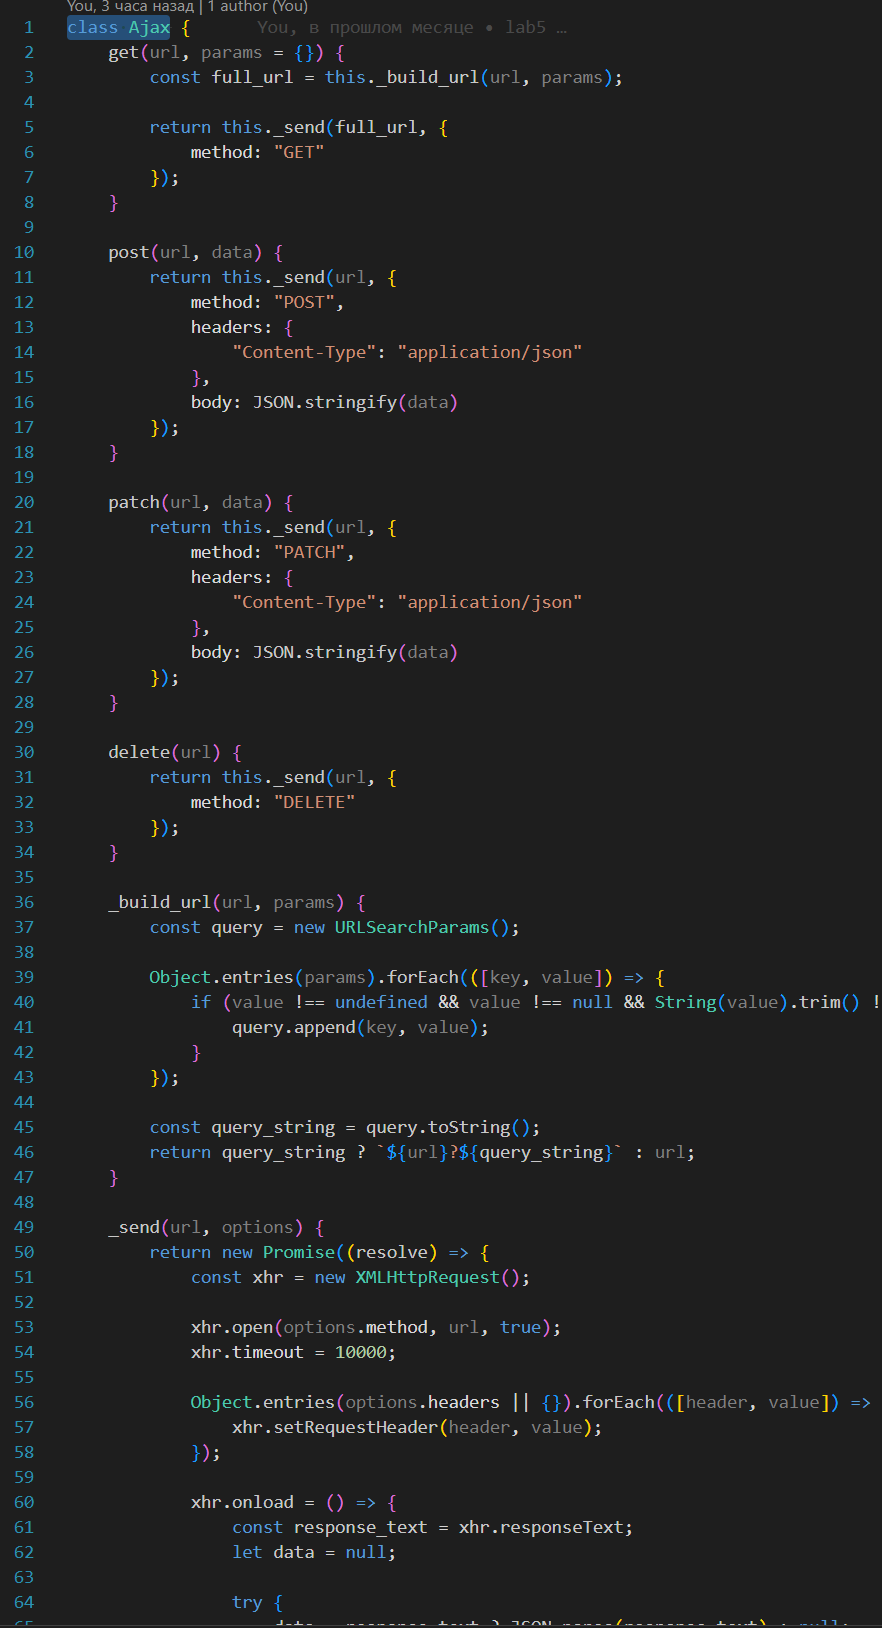 You, 3 часа назад | 1 author (You)
1 class Ajax { You, в прошлом месяце • lab5 …
2 get(url, params = {}) {
3 const full_url = this._build_url(url, params);
4
5 return this._send(full_url, {
6 method: "GET"
7 });
8 }
9
10 post(url, data) {
11 return this._send(url, {
12 method: "POST",
13 headers: {
14 "Content-Type": "application/json"
15 },
16 body: JSON.stringify(data)
17 });
18 }
19
20 patch(url, data) {
21 return this._send(url, {
22 method: "PATCH",
23 headers: {
24 "Content-Type": "application/json"
25 },
26 body: JSON.stringify(data)
27 });
28 }
29
30 delete(url) {
31 return this._send(url, {
32 method: "DELETE"
33 });
34 }
35
36 _build_url(url, params) {
37 const query = new URLSearchParams();
38
39 Object.entries(params).forEach(([key, value]) => {
40 if (value !== undefined && value !== null && String(value).trim() !
41 query.append(key, value);
42 }
43 });
44
45 const query_string = query.toString();
46 return query_string ? `${url}?${query_string}` : url;
47 }
48
49 _send(url, options) {
50 return new Promise((resolve) => {
51 const xhr = new XMLHttpRequest();
52
53 xhr.open(options.method, url, true);
54 xhr.timeout = 10000;
55
56 Object.entries(options.headers || {}).forEach(([header, value]) =>
57 xhr.setRequestHeader(header, value);
58 });
59
60 xhr.onload = () => {
61 const response_text = xhr.responseText;
62 let data = null;
63
64 try {